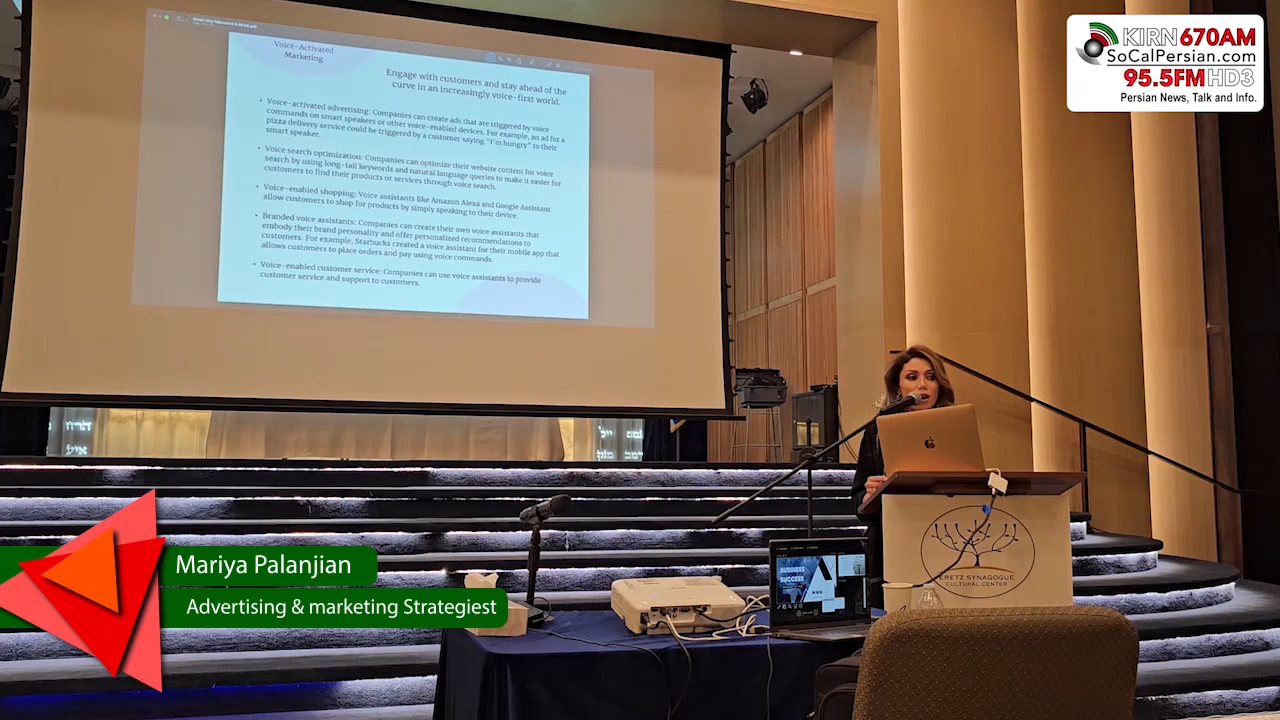 Voice-Activated
Marketing
Engage with customers and stay ahead of the
curve in an increasingly voice-first world.
• Voice-activated advertising: Companies can create ads that are triggered by voice
commands on smart speakers or other voice-enabled devices. For example, an ad for a
pizza delivery service could be triggered by a customer saying "I'm hungry" to their
smart speaker.
• Voice search optimization: Companies can optimize their website content for voice
search by using long-tail keywords and natural language queries to make it easier for
customers to find their products or services through voice search.
• Voice-enabled shopping: Voice assistants like Amazon Alexa and Google Assistant
allow customers to shop for products by simply speaking to their device.
• Branded voice assistants: Companies can create their own voice assistants that
embody their brand personality and offer personalized recommendations to
customers. For example, Starbucks created a voice assistant for their mobile app that
allows customers to place orders and pay using voice commands.
• Voice-enabled customer service: Companies can use voice assistants to provide
customer service and support to customers.
KIRN 670AM
SoCalPersian.com
95.5FM HD3
Persian News, Talk and Info.
Mariya Palanjian
Advertising & marketing Strategiest
BUSINESS
SUCCESS
ERETZ SYNAGOGUE
CULTURAL CENTER